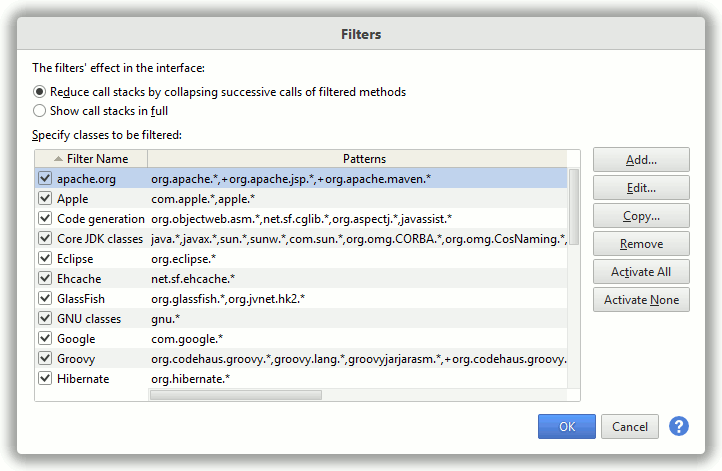 Filters
The filters' effect in the interface:
Reduce call stacks by collapsing successive calls of filtered methods
Show call stacks in full
Specify classes to be filtered:
Filter Name Patterns
apache.org org.apache.*,+org.apache.jsp.*,+org.apache.maven.*
Apple com.apple.*,apple.*
Code generation org.objectweb.asm.*,net.sf.cglib.*,org.aspectj.*,javassist.*
Core JDK classes java.*,javax.*,sun.*,sunw.*,com.sun.*,org.omg.CORBA.*,org.omg.CosNaming.*,
Eclipse org.eclipse.*
Ehcache net.sf.ehcache.*
GlassFish org.glassfish.*,org.jvnet.hk2.*
GNU classes gnu.*
Google com.google.*
Groovy org.codehaus.groovy.*,groovy.lang.*,groovyjarjarasm.*,+org.codehaus.groovy.
Hibernate org.hibernate.*
Add...
Edit...
Copy...
Remove
Activate All
Activate None
OK Cancel ?